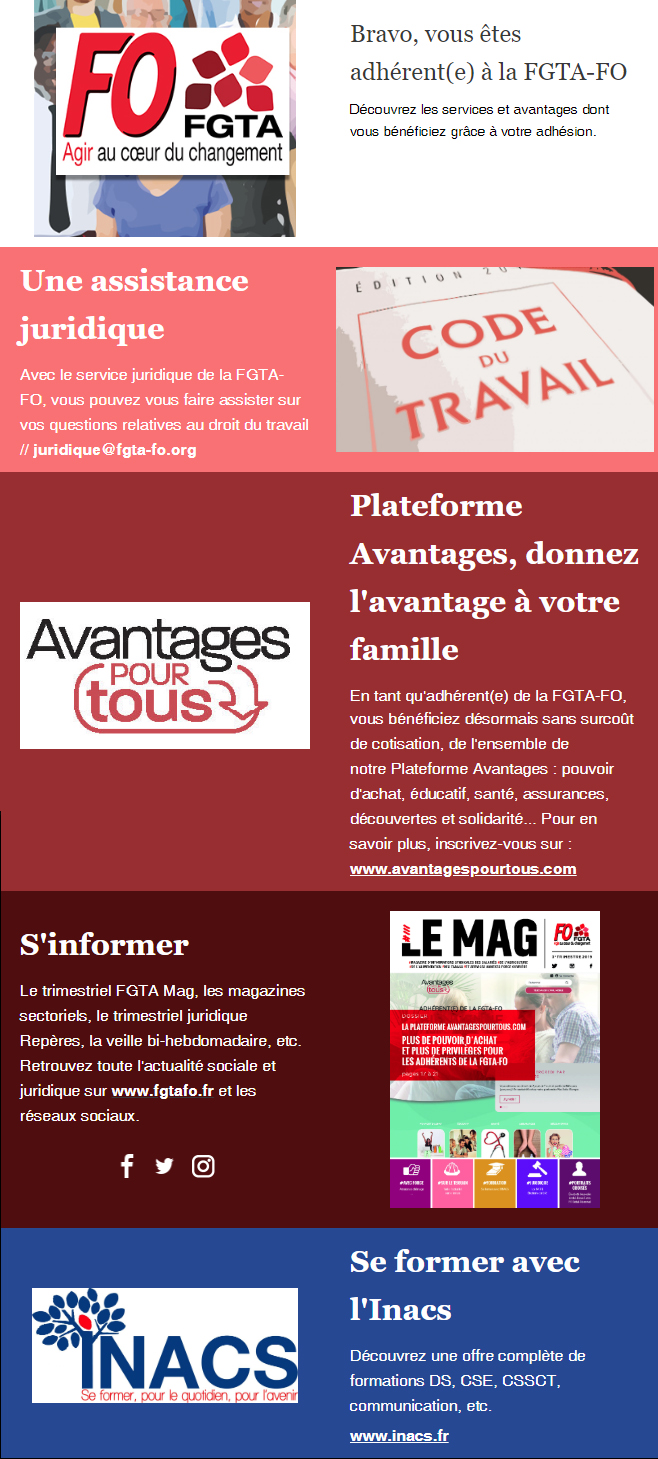 FO
FGTA
Agir au cœur du changement
Bravo, vous êtes
adhérent(e) à la FGTA-FO
Découvrez les services et avantages dont
vous bénéficiez grâce à votre adhésion.
Une assistance
juridique
Avec le service juridique de la FGTA-
FO, vous pouvez vous faire assister sur
vos questions relatives au droit du travail
// juridique@fgta-fo.org
CODE
DU
TRAVAIL
Plateforme
Avantages, donnez
l'avantage à votre
famille
Avantages
POUR
tous
En tant qu'adhérent(e) de la FGTA-FO,
vous bénéficiez désormais sans surcoût
de cotisation, de l'ensemble de
notre Plateforme Avantages : pouvoir
d'achat, éducatif, santé, assurances,
découvertes et solidarité... Pour en
savoir plus, inscrivez-vous sur :
www.avantagespourtous.com
S'informer
Le trimestriel FGTA Mag, les magazines
sectoriels, le trimestriel juridique
Repères, la veille bi-hebdomadaire, etc.
Retrouvez toute l'actualité sociale et
juridique sur www.fgtafo.fr et les
réseaux sociaux.
LE MAG
FO
FGTA
Avantages
tous
DOSSIER
LA PLATEFORME AVANTAGESPOURTOUS.COM
PLUS DE POUVOIR D'ACHAT
ET PLUS DE PRIVILÈGES POUR
LES ADHÉRENTS DE LA FGTA-FO
pages 17 à 21
Se former avec
l'Inacs
INACS
Se former, pour le quotidien, pour l'avenir
Découvrez une offre complète de
formations DS, CSE, CSSCT,
communication, etc.
www.inacs.fr